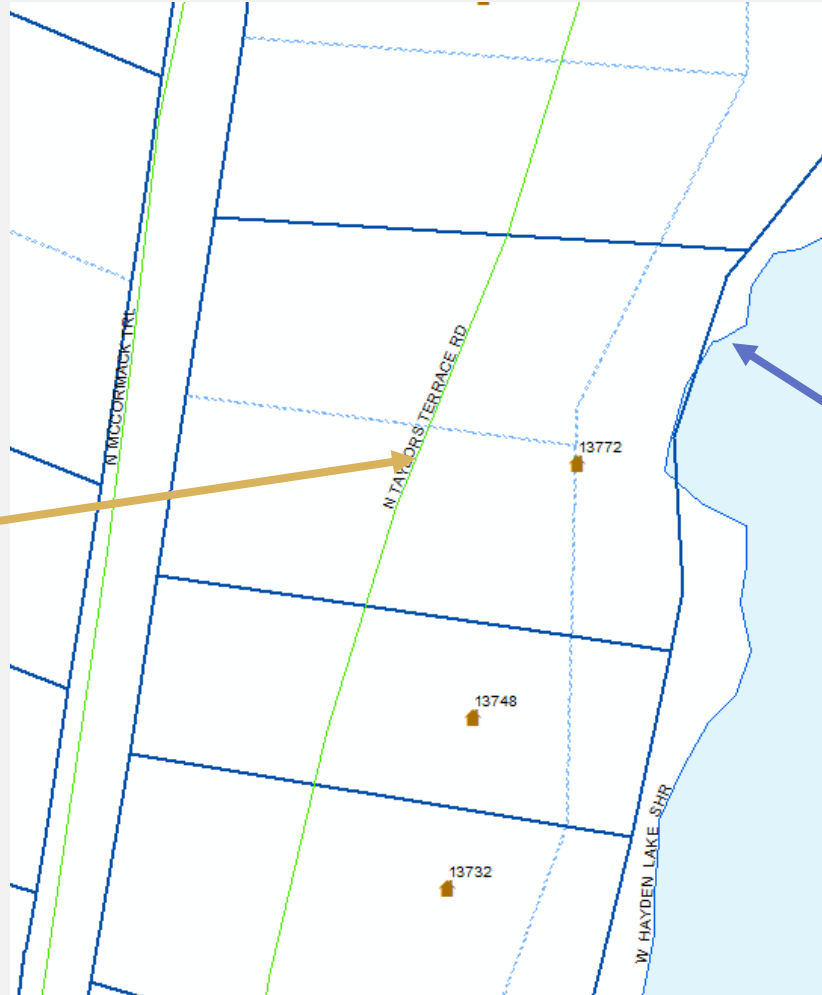 N MCCORMACK TRL
N TAYLORS TERRACE RD
13772
13748
13732
W HAYDEN LAKE SHR